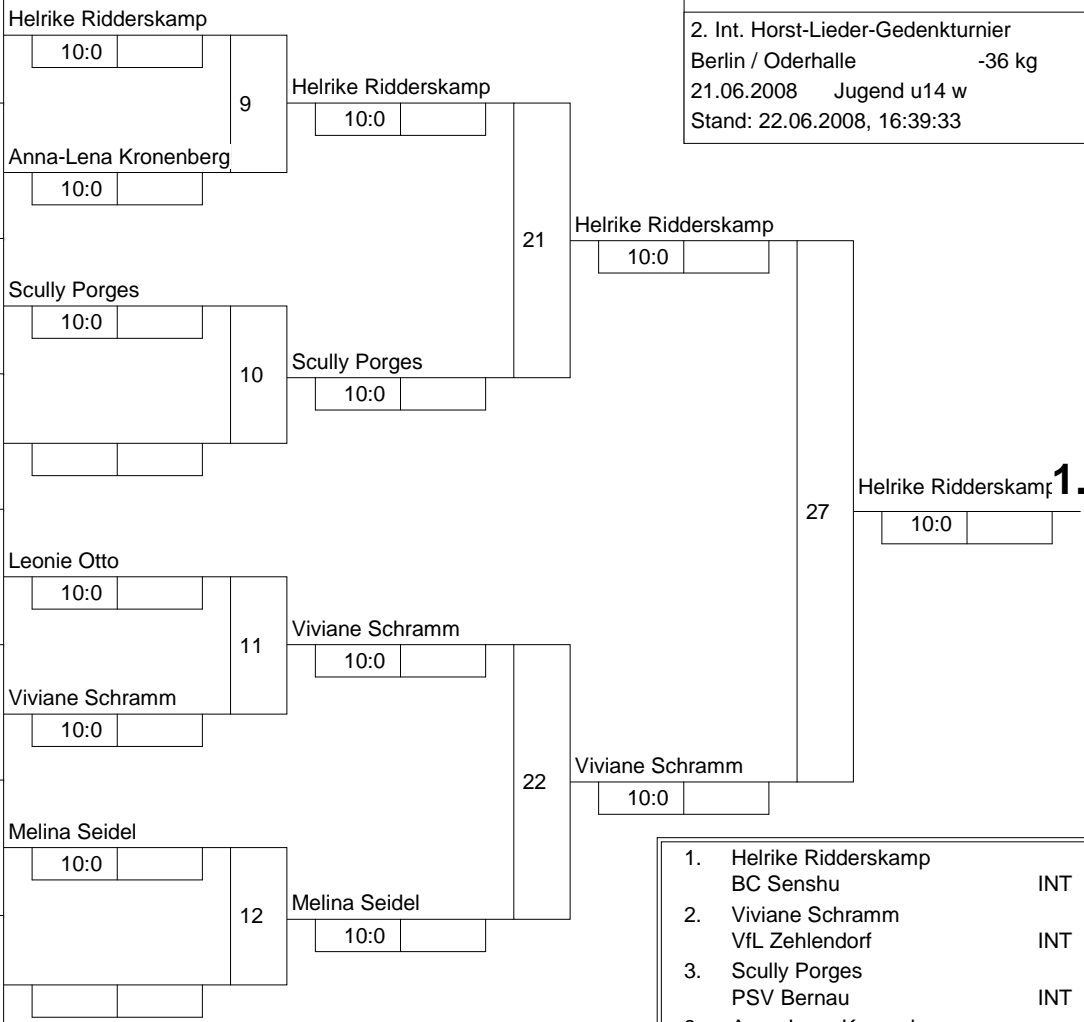 Helrike Ridderskamp
10:0
9
Anna-Lena Kronenberg
10:0
Scully Porges
10:0
10
Leonie Otto
10:0
11
Viviane Schramm
10:0
Melina Seidel
10:0
12
Helrike Ridderskamp
10:0
21
Scully Porges
10:0
Viviane Schramm
10:0
22
Melina Seidel
10:0
Helrike Ridderskamp
10:0
27
Viviane Schramm
10:0
Helrike Ridderskamp 1.
10:0
2. Int. Horst-Lieder-Gedenkturnier
Berlin / Oderhalle -36 kg
21.06.2008 Jugend u14 w
Stand: 22.06.2008, 16:39:33
1. Helrike Ridderskamp
BC Senshu INT
2. Viviane Schramm
VfL Zehlendorf INT
3. Scully Porges
PSV Bernau INT